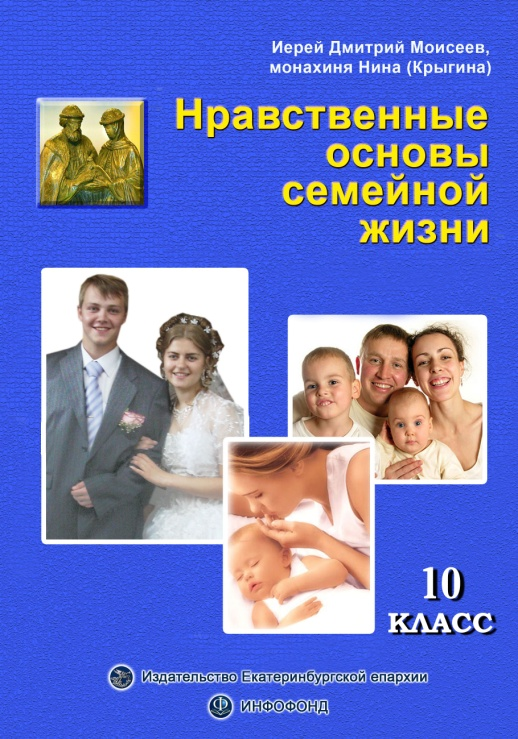 Иерей Дмитрий Моисеев,
монахиня Нина (Крыгина)
Нравственные
основы
семейной
жизни
10
КЛАСС
Издательство Екатеринбургской епархии
ИНФОФОНД